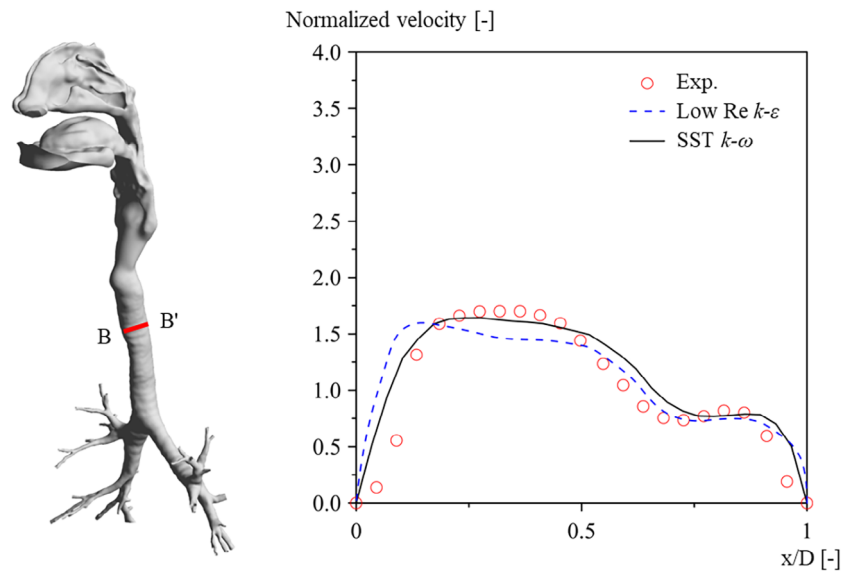 Normalized velocity [-]
4.0
3.5
3.0
2.5
2.0
1.5
1.0
0.5
0.0
0
0.5
1
x/D [-]
Exp.
Low Re k-ε
SST k-ω
B
B'